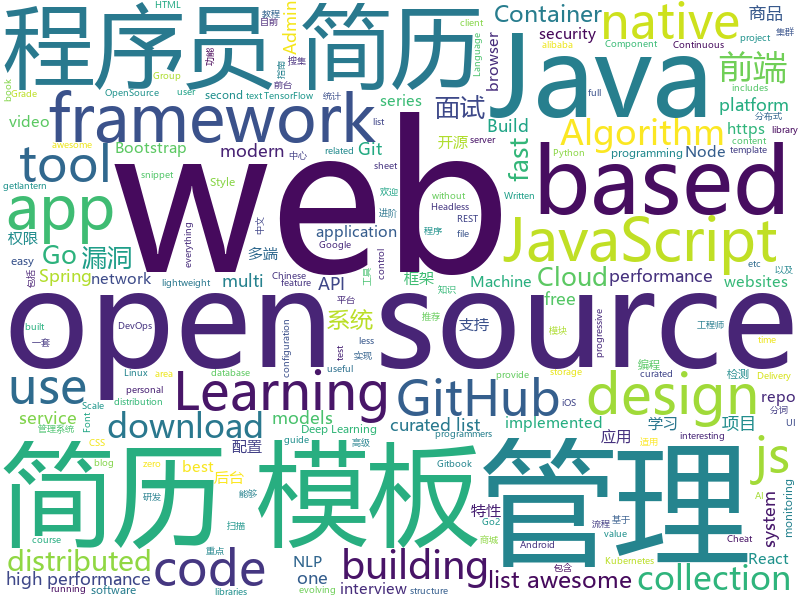 HTML
教程
目前
程序员
简历
Admin
功能
搜集
前台
Container
security
browser
native
商品
client
alibaba
集群
Language
Component
project
Continuous
book
Grade
Group
OpenSource
user
搭建
second
text
TensorFlow
统计
full
Java
前端
includes
分布式
framework
series
面试
platform
video
Bootstrap
list
开源
Build
Algorithm
https
content
library
tool
modern
Git
中心
related
sheet
server
fast
programming
Node
Python
template
awesome
snippet
web
based
getlantern
Style
欢迎
without
Written
app
everything
中文
进阶
Headless
REST
权限
Go
漏洞
application
Google
程序
file
JavaScript
easy
包括
Spring
多端
Chinese
feature
工具
control
框架
Cloud
etc
以及
lightweight
network
multi
API
平台
知识
Machine
performance
websites
free
open source
built
DevOps
系统
推荐
支持
progressive
模块
工程师
一套
configuration
test
实现
less
编程
time
use
Linux
area
database
useful
Learning
GitHub
design
检测
Delivery
personal
distribution
provide
storage
curated
iOS
repo
service
Font
Scale
download
models
Deep Learning
curated list
implemented
项目
分词
管理系统
CSS
guide
高级
programmers
学习
UI
blog
zero
配置
Gitbook
应用
适用
interesting
简历 模板
管理
js
best
后台
AI
特性
研发
能够
monitoring
course
扫描
Go2
商城
流程
基于
value
system
distributed
code
building
NLP
list awesome
React
重点
Android
包含
Kubernetes
Cheat
high performance
one
interview
collection
running
software
libraries
evolving
structure